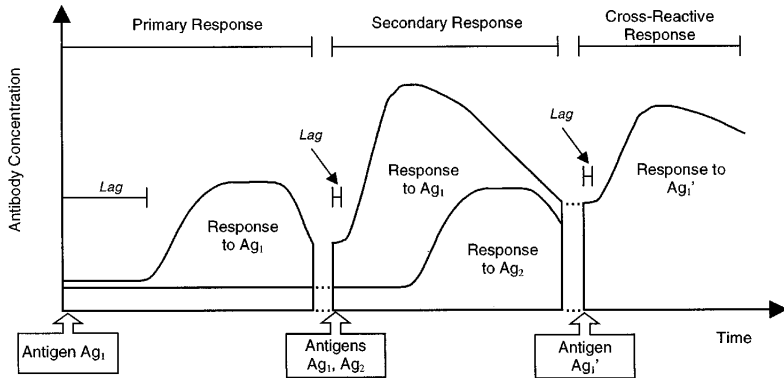 Primary Response
Secondary Response
Cross-Reactive
Response
Antibody Concentration
Lag
Lag
Lag
Response
to Ag₁
Response
to Ag₁
Response
to Ag₂
Response to
Ag₁’
Time
Antigen Ag₁
Antigens
Ag₁, Ag₂
Antigen
Ag₁’